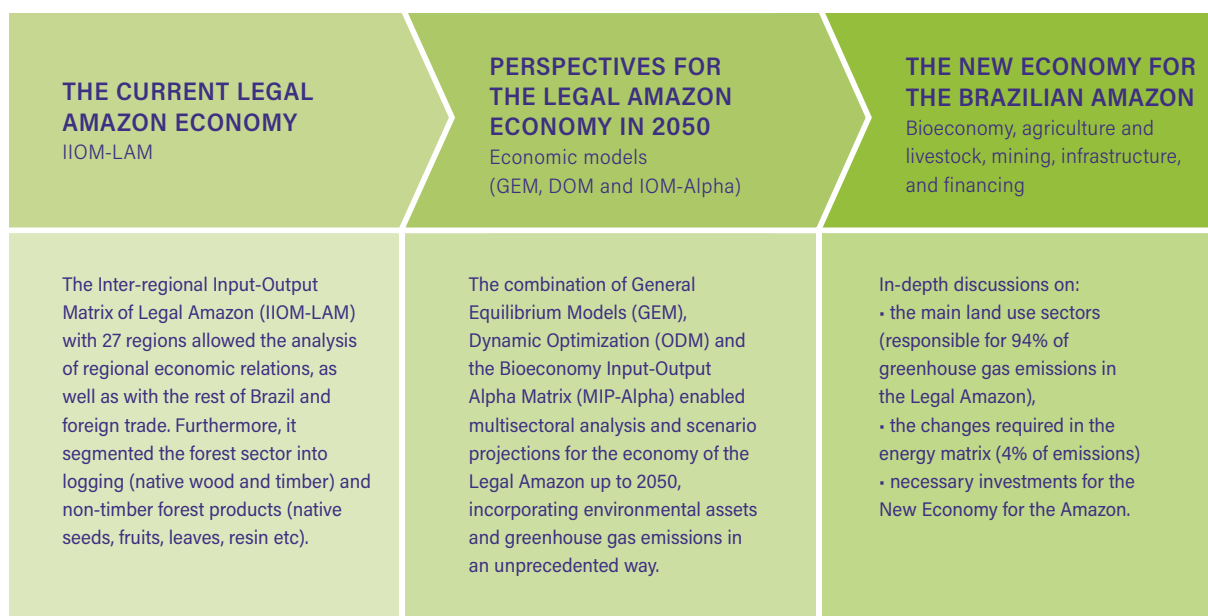 THE CURRENT LEGAL
AMAZON ECONOMY
IIOM-LAM
PERSPECTIVES FOR
THE LEGAL AMAZON
ECONOMY IN 2050
Economic models
(GEM, DOM and IOM-Alpha)
THE NEW ECONOMY FOR
THE BRAZILIAN AMAZON
Bioeconomy, agriculture and
livestock, mining, infrastructure,
and financing
The Inter-regional Input-Output
Matrix of Legal Amazon (IIOM-LAM)
with 27 regions allowed the analysis
of regional economic relations, as
well as with the rest of Brazil and
foreign trade. Furthermore, it
segmented the forest sector into
logging (native wood and timber) and
non-timber forest products (native
seeds, fruits, leaves, resin etc).
The combination of General
Equilibrium Models (GEM),
Dynamic Optimization (ODM) and
the Bioeconomy Input-Output
Alpha Matrix (MIP-Alpha) enabled
multisectoral analysis and scenario
projections for the economy of the
Legal Amazon up to 2050,
incorporating environmental assets
and greenhouse gas emissions in
an unprecedented way.
In-depth discussions on:
• the main land use sectors
(responsible for 94% of
greenhouse gas emissions in
the Legal Amazon),
• the changes required in the
energy matrix (4% of emissions)
• necessary investments for the
New Economy for the Amazon.